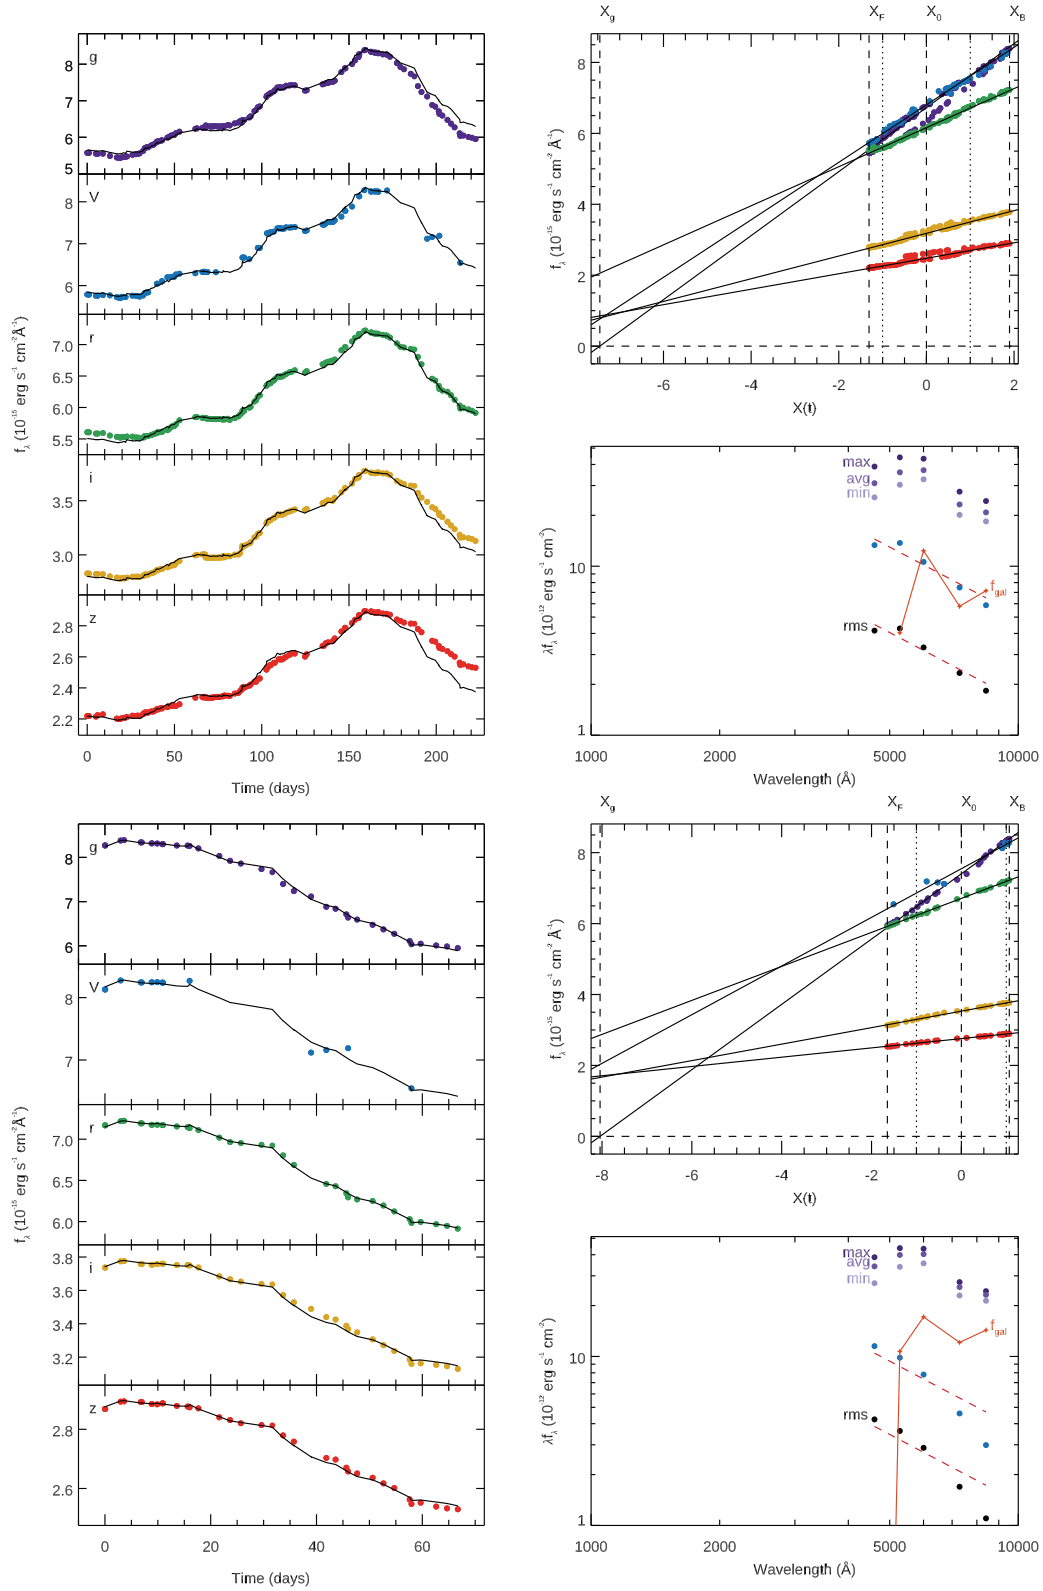 g
8
7
6
5
V
8
7
6
r
7.0
6.5
6.0
5.5
i
3.5
3.0
z
2.8
2.6
2.4
2.2
0 50 100 150 200
Time (days)
fλ (10⁻¹⁵ erg s⁻¹ cm⁻²Å⁻¹)
Xg XF X0 XB
8
6
4
2
0
-6 -4 -2 0 2
X(t)
fλ (10⁻¹⁵ erg s⁻¹ cm⁻² Å⁻¹)
max
avg
min
10
fgal
rms
1
1000 2000 5000 10000
Wavelength (Å)
λfλ (10⁻¹² erg s⁻¹ cm⁻²)
g
8
7
6
V
8
7
r
7.0
6.5
6.0
i
3.8
3.6
3.4
3.2
z
2.8
2.6
0 20 40 60
Time (days)
fλ (10⁻¹⁵ erg s⁻¹ cm⁻²Å⁻¹)
Xg XF X0 XB
8
6
4
2
0
-8 -6 -4 -2 0
X(t)
fλ (10⁻¹⁵ erg s⁻¹ cm⁻² Å⁻¹)
max
avg
min
fgal
10
rms
1
1000 2000 5000 10000
Wavelength (Å)
λfλ (10⁻¹² erg s⁻¹ cm⁻²)